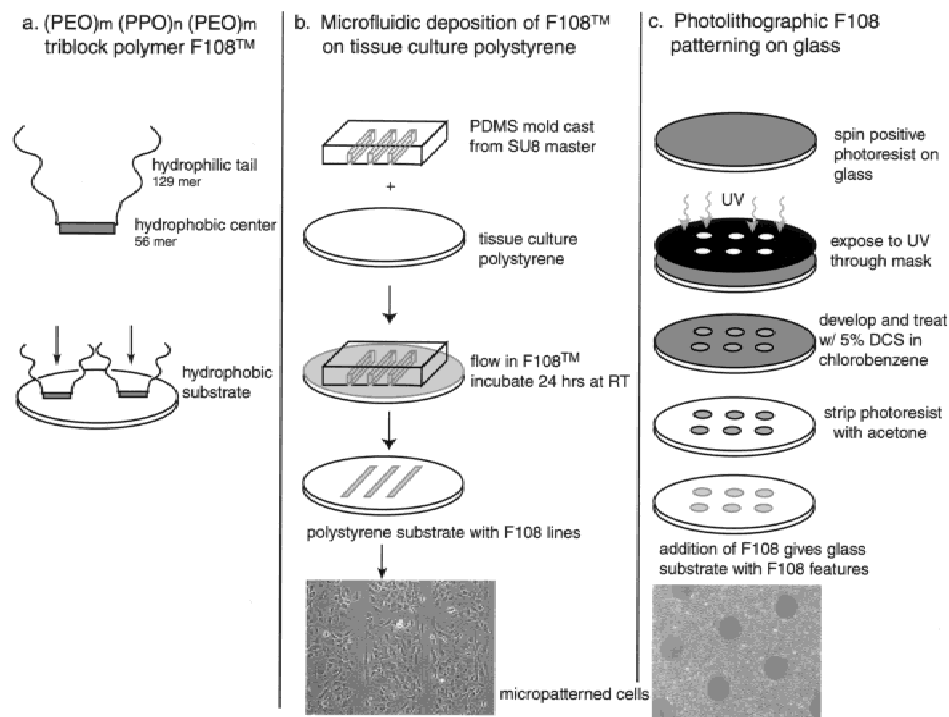 a. (PEO)m (PPO)n (PEO)m
triblock polymer F108™
hydrophilic tail
129 mer
hydrophobic center
56 mer
hydrophobic
substrate
b. Microfluidic deposition of F108™
on tissue culture polystyrene
PDMS mold cast
from SU8 master
+
tissue culture
polystyrene
flow in F108™
incubate 24 hrs at RT
polystyrene substrate with F108 lines
micropatterned cells
c. Photolithographic F108
patterning on glass
spin positive
photoresist on
glass
UV
expose to UV
through mask
develop and treat
w/ 5% DCS in
chlorobenzene
strip photoresist
with acetone
addition of F108 gives glass
substrate with F108 features